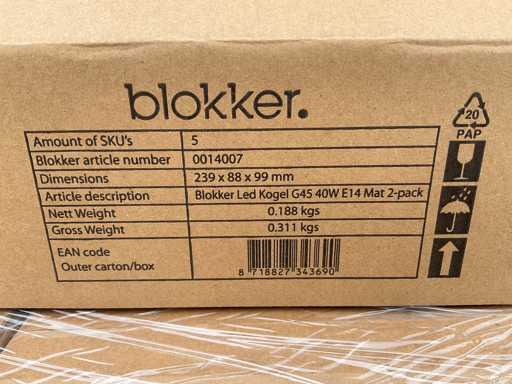 blokker.
Amount of SKU's 5
Blokker article number 0014007
Dimensions 239 x 88 x 99 mm
Article description Blokker Led Kogel G45 40W E14 Mat 2-pack
Nett Weight 0.188 kgs
Gross Weight 0.311 kgs
EAN code
Outer carton/box
8 718827 343690
20
PAP